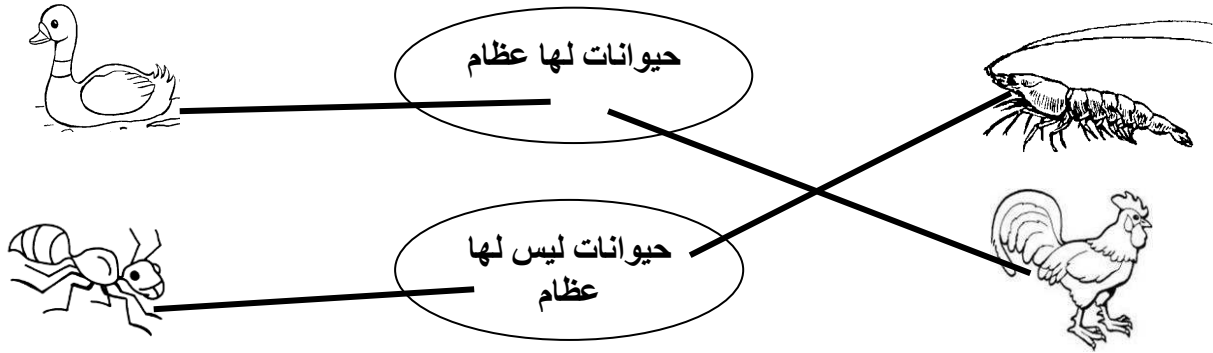 حيوانات لها عظام
حيوانات ليس لها
عظام